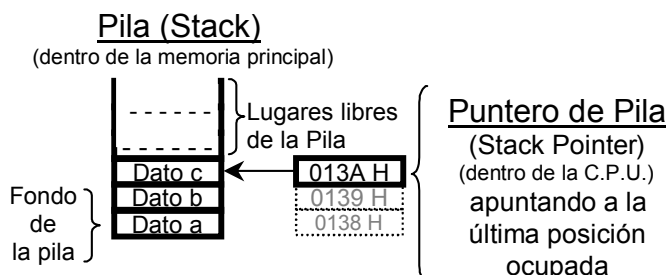 Pila (Stack)
(dentro de la memoria principal)
Lugares libres
de la Pila
Dato c
Dato b
Dato a
Fondo
de
la pila
013A H
0139 H
0138 H
Puntero de Pila
(Stack Pointer)
(dentro de la C.P.U.)
apuntando a la
última posición
ocupada